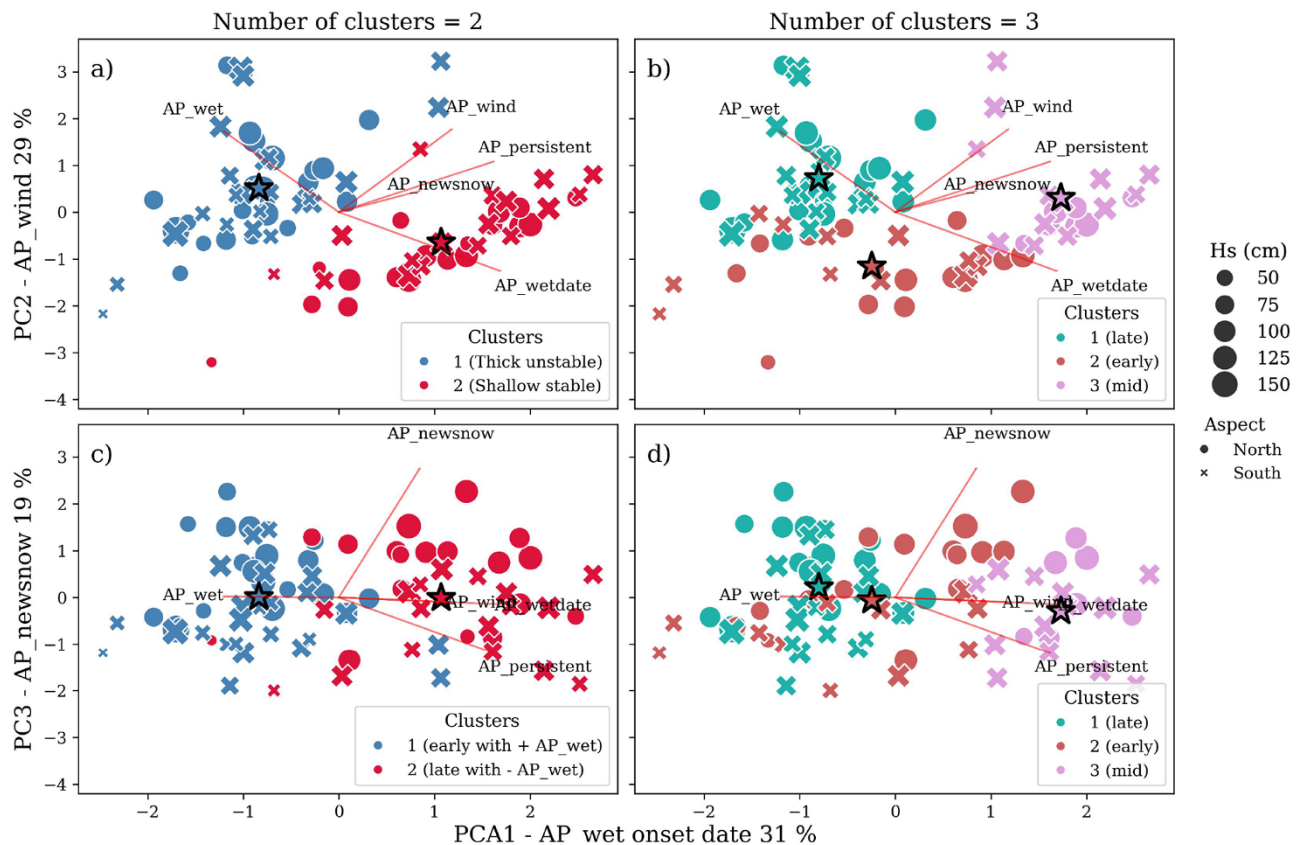 Number of clusters = 2
Number of clusters = 3
PC2 - AP_wind 29 %
3
2
1
0
−1
−2
−3
−4
a)
AP_wet
AP_wind
AP_persistent
AP_newsnow
AP_wetdate
Clusters
1 (Thick unstable)
2 (Shallow stable)
b)
AP_wet
AP_wind
AP_persistent
AP_newsnow
AP_wetdate
Clusters
1 (late)
2 (early)
3 (mid)
Hs (cm)
50
75
100
125
150
Aspect
North
South
PC3 - AP_newsnow 19 %
3
2
1
0
−1
−2
−3
−4
c)
AP_newsnow
AP_wet
AP_wind
AP_wetdate
AP_persistent
Clusters
1 (early with + AP_wet)
2 (late with - AP_wet)
d)
AP_newsnow
AP_wet
AP_wind
AP_wetdate
AP_persistent
Clusters
1 (late)
2 (early)
3 (mid)
−2 −1 0 1 2
−2 −1 0 1 2
PCA1 - AP_wet onset date 31 %